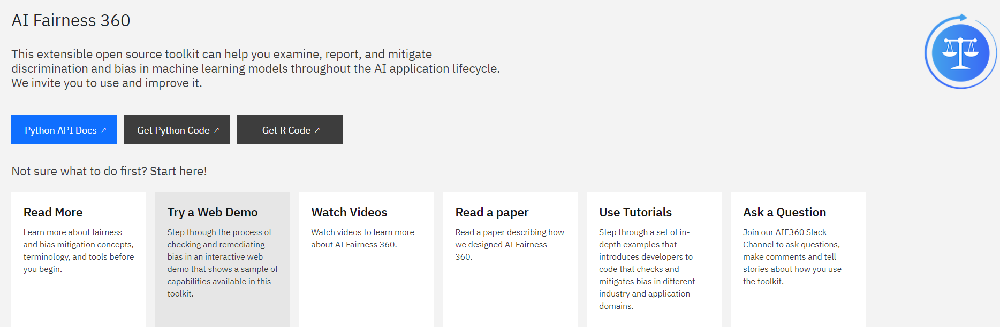 AI Fairness 360
This extensible open source toolkit can help you examine, report, and mitigate
discrimination and bias in machine learning models throughout the AI application lifecycle.
We invite you to use and improve it.
Python API Docs ↗
Get Python Code ↗
Get R Code ↗
Not sure what to do first? Start here!
Read More
Learn more about fairness
and bias mitigation concepts,
terminology, and tools before
you begin.
Try a Web Demo
Step through the process of
checking and remediating
bias in an interactive web
demo that shows a sample of
capabilities available in this
toolkit.
Watch Videos
Watch videos to learn more
about AI Fairness 360.
Read a paper
Read a paper describing how
we designed AI Fairness
360.
Use Tutorials
Step through a set of in-
depth examples that
introduces developers to
code that checks and
mitigates bias in different
industry and application
domains.
Ask a Question
Join our AIF360 Slack
Channel to ask questions,
make comments and tell
stories about how you use
the toolkit.